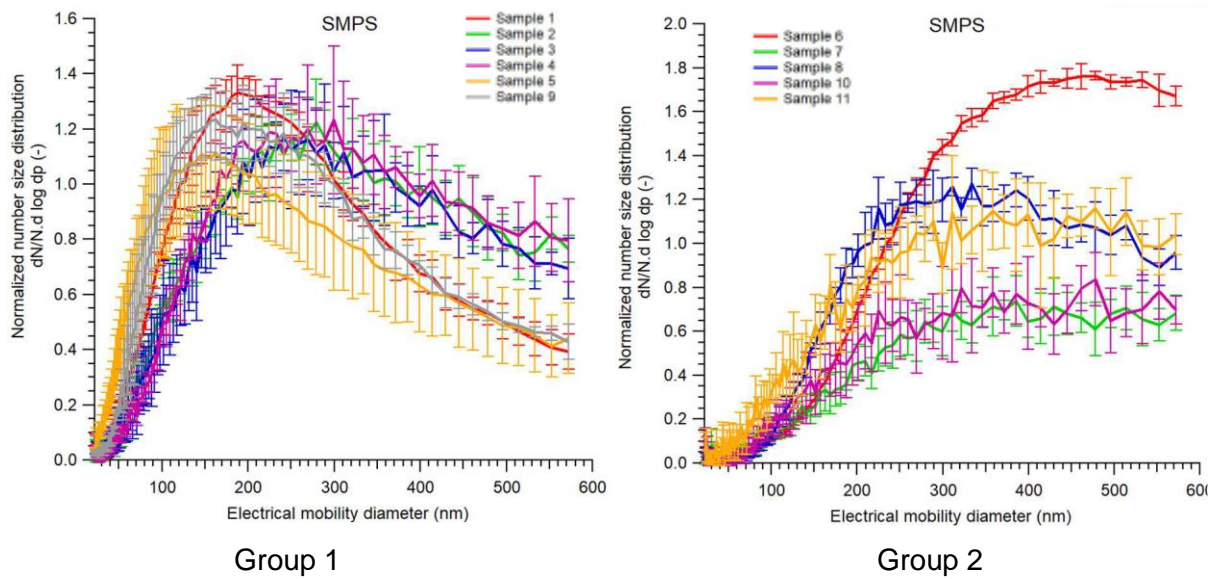 SMPS
Sample 1
Sample 2
Sample 3
Sample 4
Sample 5
Sample 9
1.6
1.4
1.2
1.0
0.8
0.6
0.4
0.2
0.0
Normalized number size distribution
dN/N.d log dp (-)
100
200
300
400
500
600
Electrical mobility diameter (nm)
Group 1
SMPS
Sample 6
Sample 7
Sample 8
Sample 10
Sample 11
2.0
1.8
1.6
1.4
1.2
1.0
0.8
0.6
0.4
0.2
0.0
Normalized number size distribution
dN/N.d log dp (-)
100
200
300
400
500
600
Electrical mobility diameter (nm)
Group 2